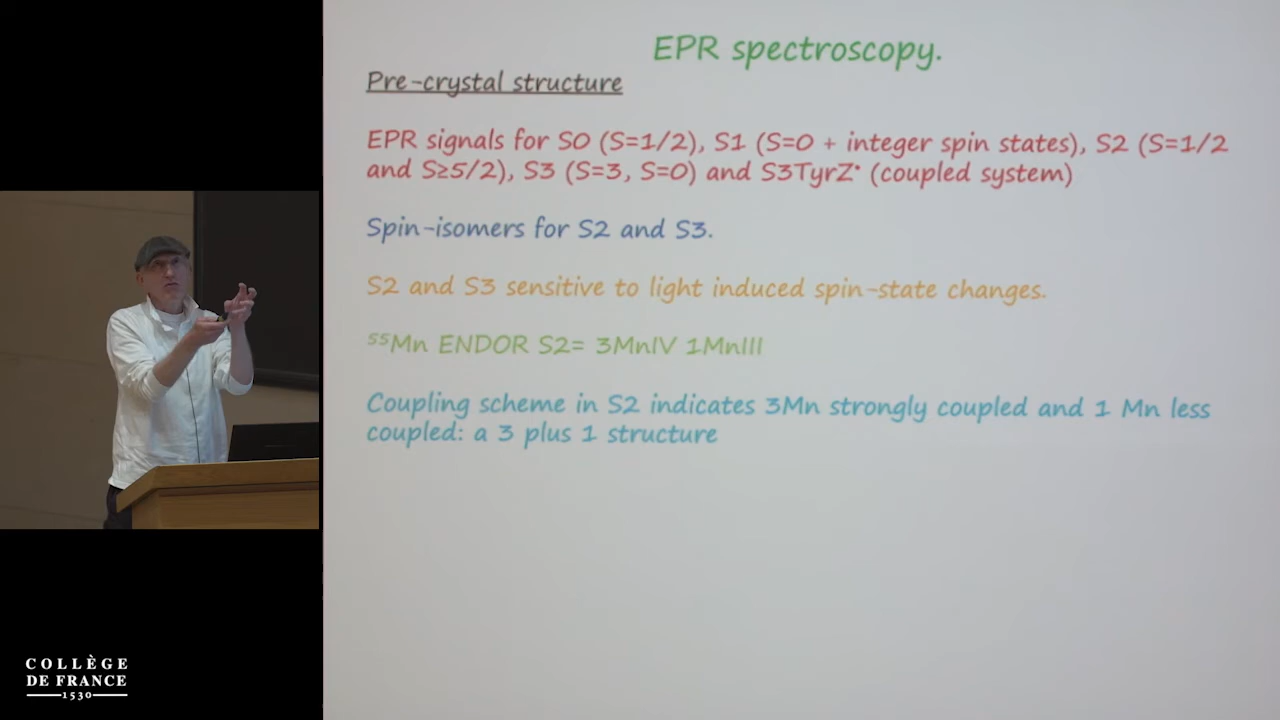 EPR spectroscopy.
Pre-crystal structure
EPR signals for S0 (S=1/2), S1 (S=0 + integer spin states), S2 (S=1/2
and S≥5/2), S3 (S=3, S=0) and S3TyrZ• (coupled system)
Spin-isomers for S2 and S3.
S2 and S3 sensitive to light induced spin-state changes.
⁵⁵Mn ENDOR S2= 3MnIV 1MnIII
Coupling scheme in S2 indicates 3Mn strongly coupled and 1 Mn less
coupled: a 3 plus 1 structure
COLLÈGE
DE FRANCE
1530